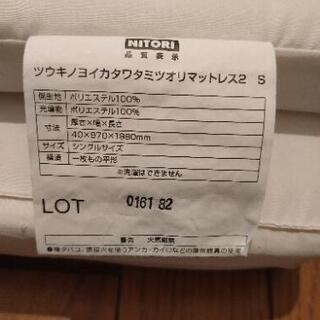 NITORI
品質表示
ツウキノヨイカタワタミツオリマットレス2 S
側生地 ポリエステル100%
充填物 ポリエステル100%
寸法 厚さ×幅×長さ
40×970×1980mm
サイズ シングルサイズ
構造 一枚もの平形
※洗濯はできません
LOT 0161 82
警告 火気厳禁